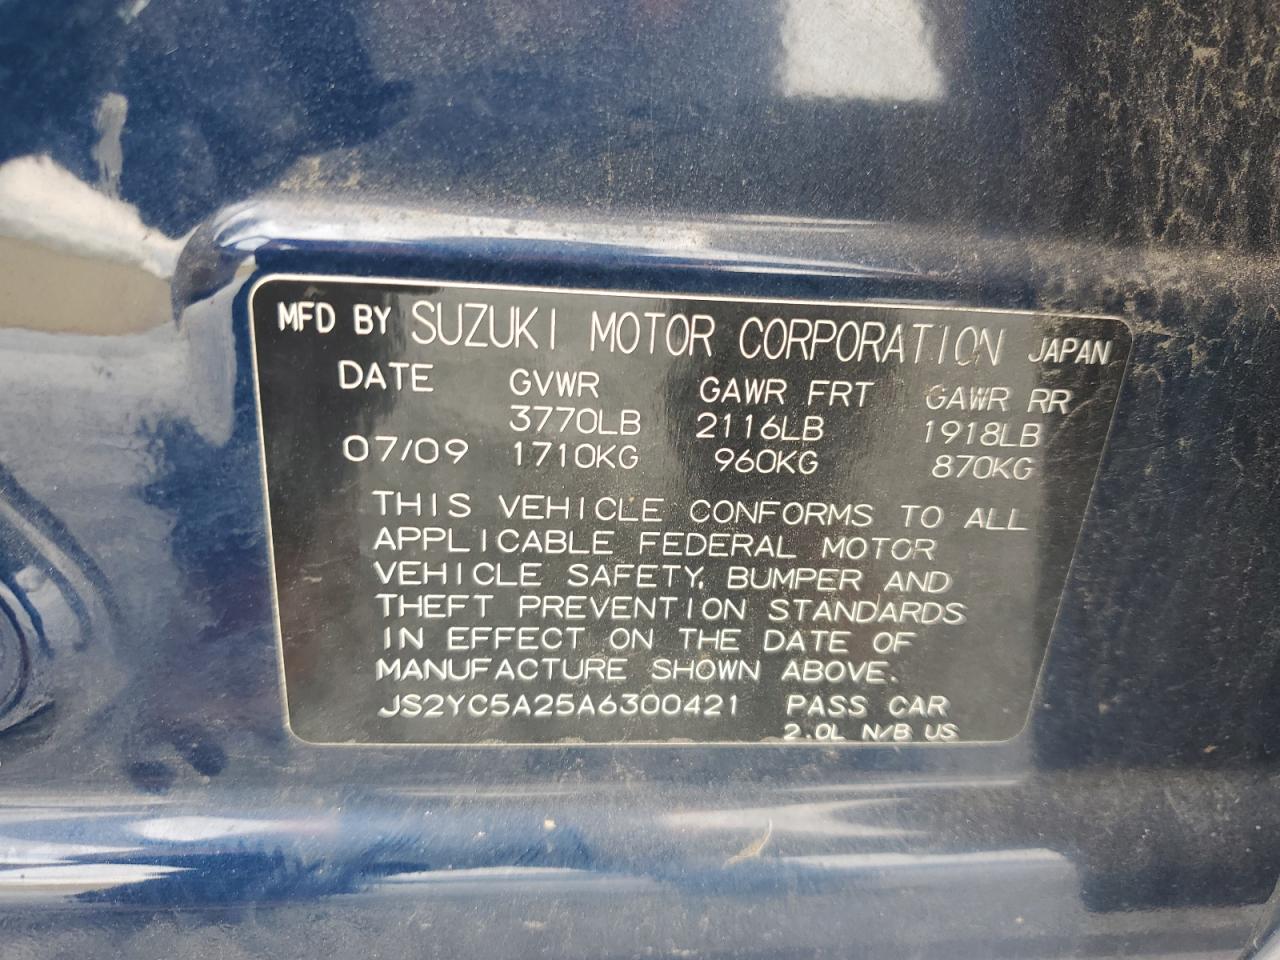 MFD BY SUZUKI MOTOR CORPORATION JAPAN
DATE GVWR GAWR FRT GAWR RR
3770LB 2116LB 1918LB
07/09 1710KG 960KG 870KG
THIS VEHICLE CONFORMS TO ALL
APPLICABLE FEDERAL MOTOR
VEHICLE SAFETY, BUMPER AND
THEFT PREVENTION STANDARDS
IN EFFECT ON THE DATE OF
MANUFACTURE SHOWN ABOVE.
JS2YC5A25A6300421 PASS CAR
2.0L N/B US